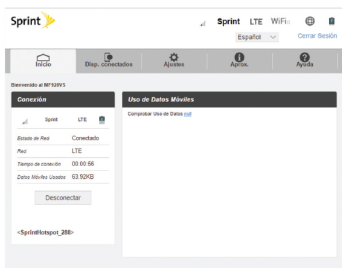 Sprint
Sprint LTE WiFi
Español
Cerrar Sesión
Inicio
Disp. conectados
Ajustes
Aprox.
Ayuda
Bienvenido al MF920VS
Conexión
Sprint LTE
Estado de Red Conectado
Red LTE
Tiempo de conexión 00:00:56
Datos Móviles Usados 63.92KB
Desconectar
<SprintHotspot_288>
Uso de Datos Móviles
Comprobar Uso de Datos